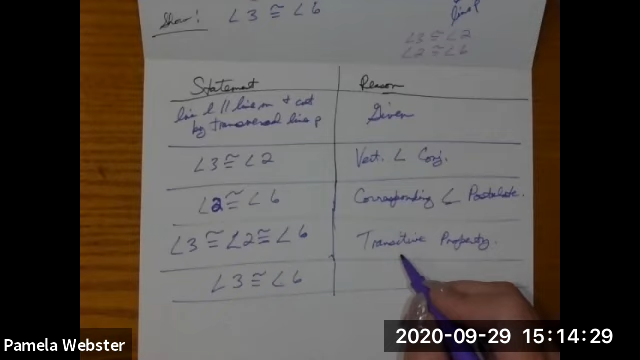 Show! ∠3 ≅ ∠6
line p
∠3 ≅ ∠2
∠2 ≅ ∠6
Statement Reason
line l // line m + cut by transversal line p Given
∠3 ≅ ∠2 Vert. ∠ Conj.
∠2 ≅ ∠6 Corresponding ∠ Postulate.
∠3 ≅ ∠2 ≅ ∠6 Transitive Property.
∠3 ≅ ∠6
Pamela Webster
2020-09-29 15:14:29